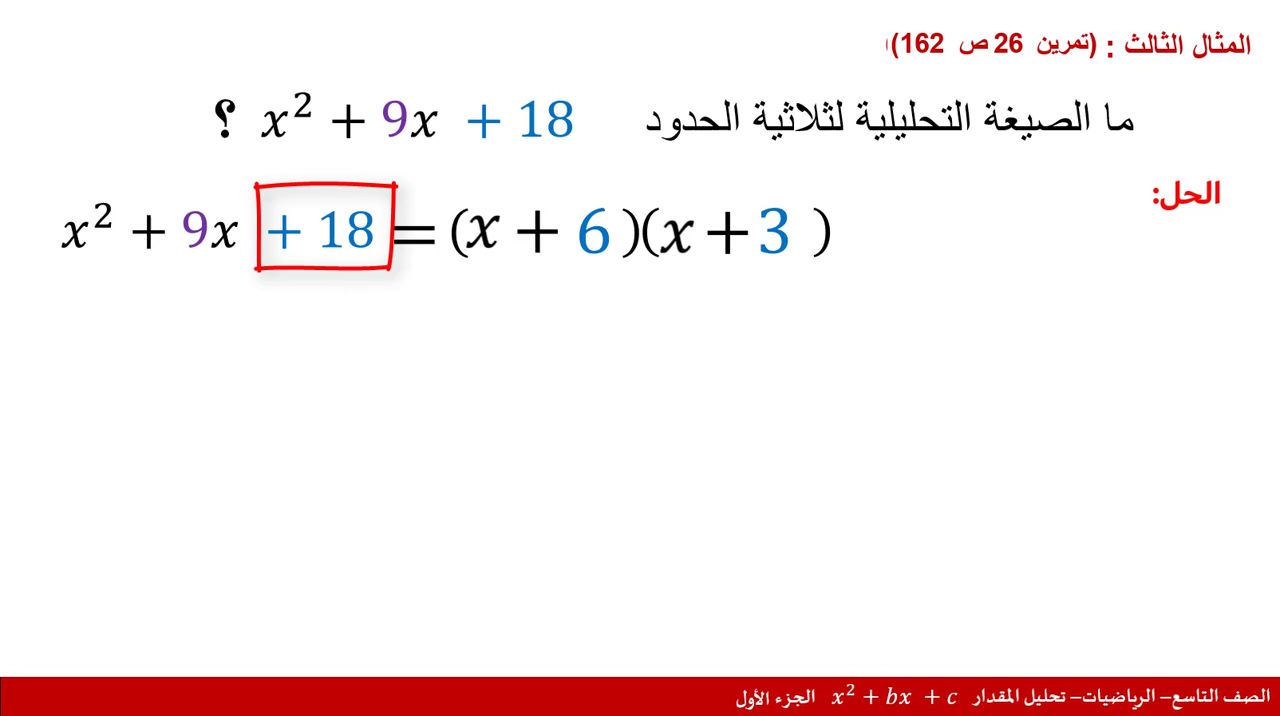 المثال الثالث : (تمرين 26 ص 162)
ما الصيغة التحليلية لثلاثية الحدود x² + 9x + 18 ؟
الحل:
x² + 9x + 18 = (x + 6)(x + 3)
الصف التاسع– الرياضيات– تحليل المقدار x² + bx + c الجزء الأول